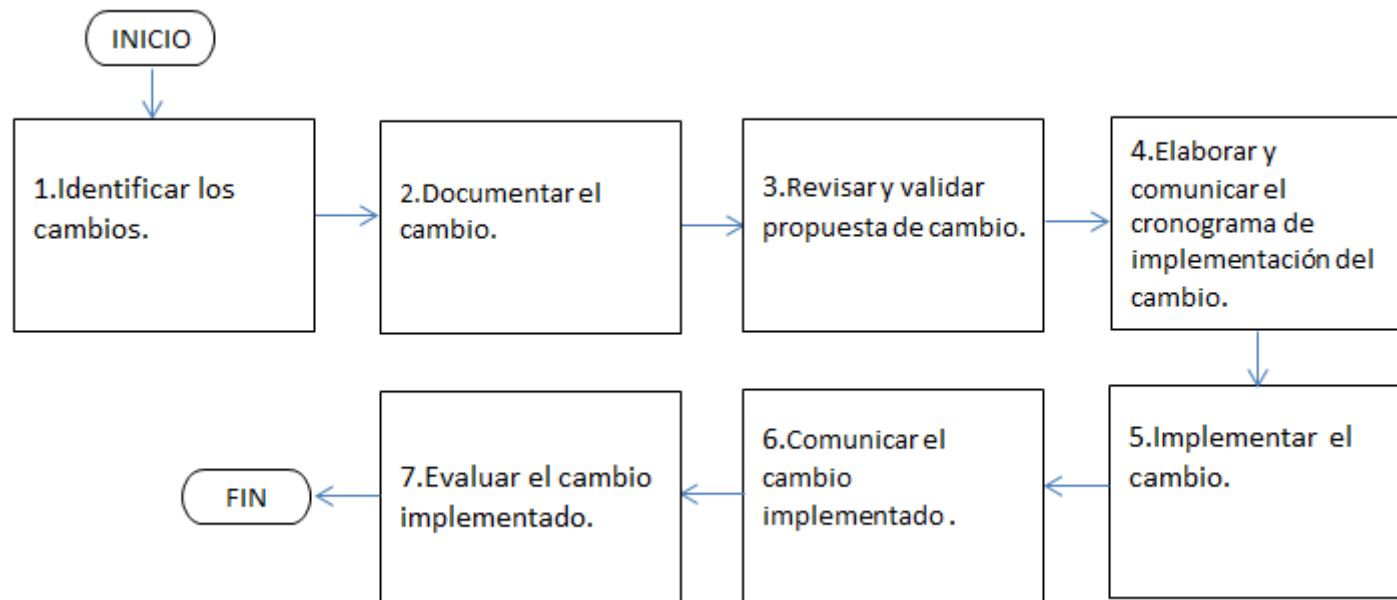 INICIO
1.Identificar los
cambios.
2.Documentar el
cambio.
3.Revisar y validar
propuesta de cambio.
4.Elaborar y
comunicar el
cronograma de
implementación del
cambio.
5.Implementar el
cambio.
6.Comunicar el
cambio
implementado.
7.Evaluar el cambio
implementado.
FIN